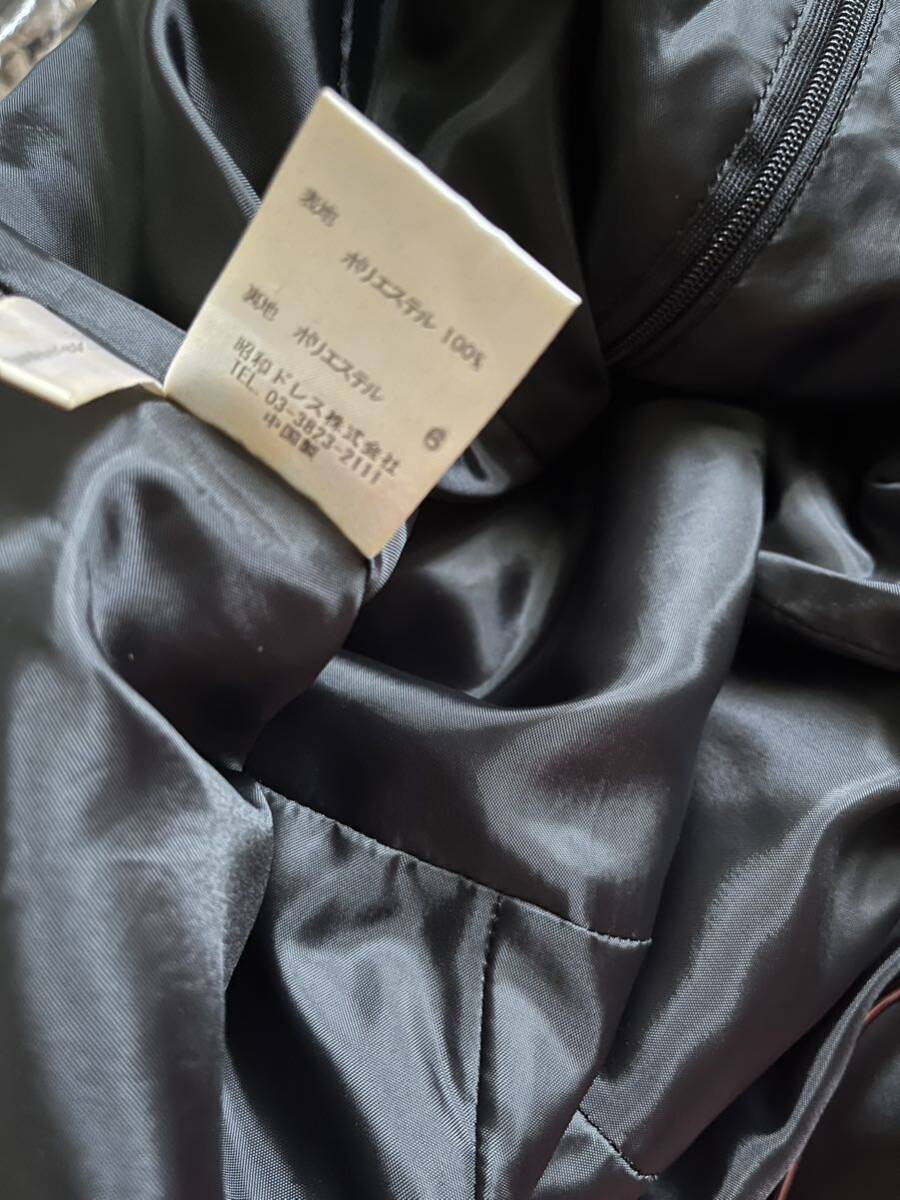 表地
ポリエステル 100%
裏地 ポリエステル
6
昭和ドレス株式会社
TEL 03-3823-2111
中国製